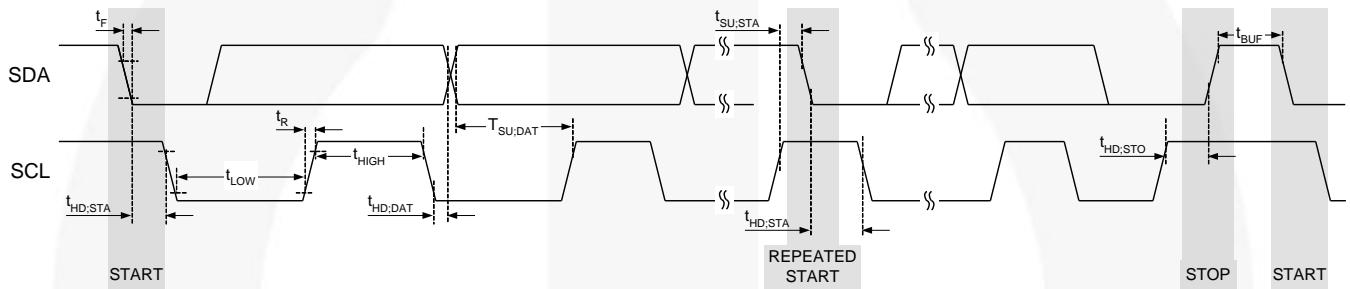 tF
tSU;STA
tBUF
SDA
tR
TSU;DAT
tHIGH
SCL
tLOW
tHD;STO
tHD;STA
tHD;DAT
tHD;STA
START
REPEATED
START
STOP
START